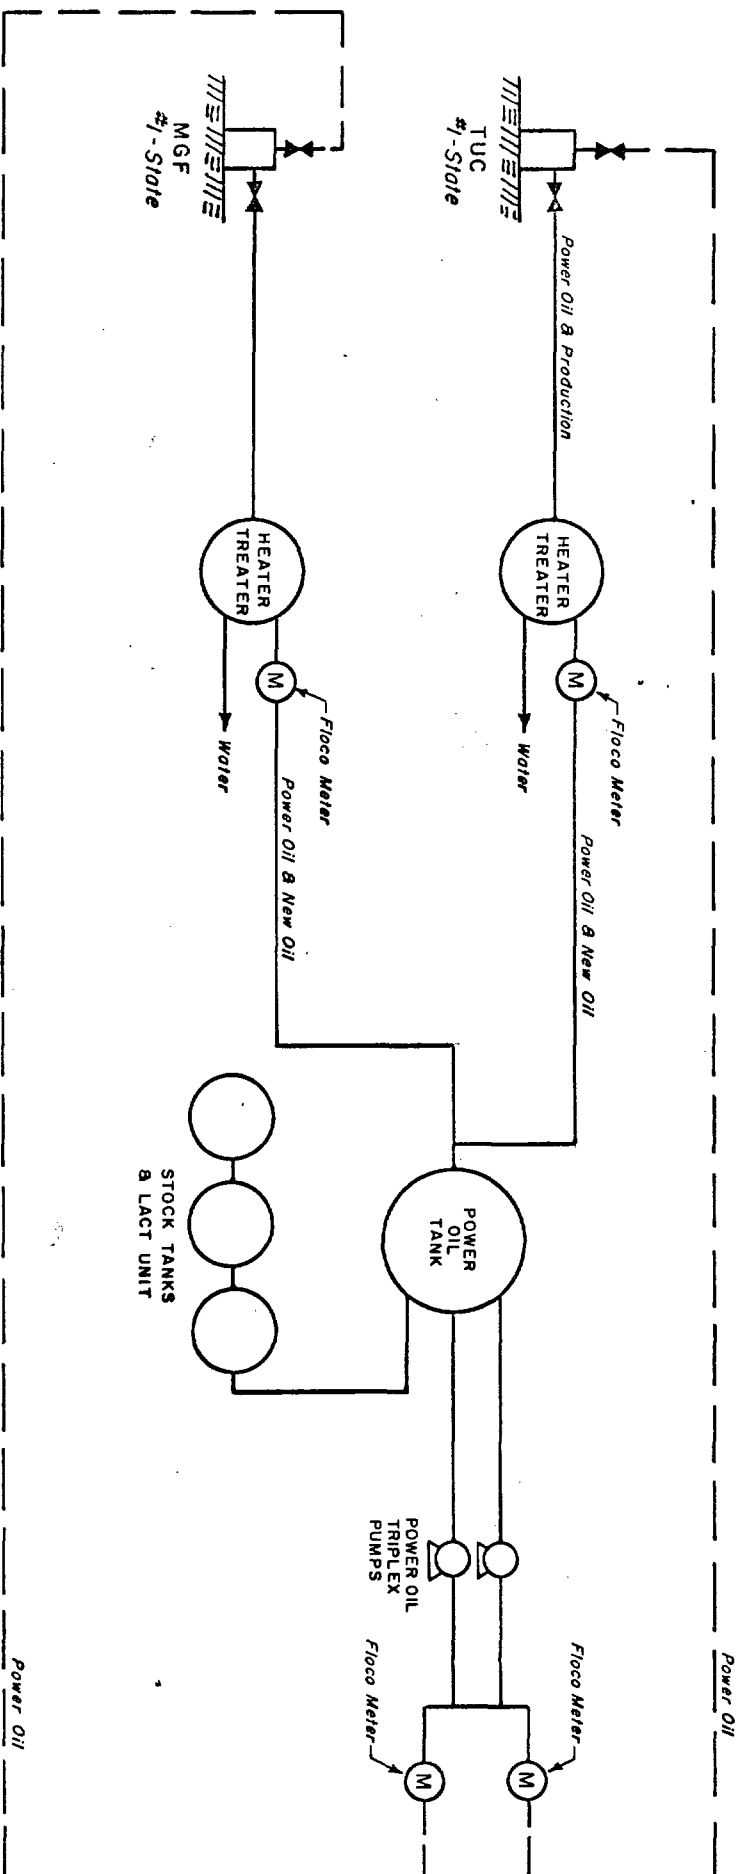 TUC
#1-State
Power Oil & Production
HEATER
TREATER
M
Floco Meter
Water
Power Oil & New Oil
Power Oil
MGF
#1-State
HEATER
TREATER
M
Floco Meter
Water
Power Oil & New Oil
POWER
OIL
TANK
STOCK TANKS
& LACT UNIT
POWER OIL
TRIPLEX
PUMPS
Floco Meter
M
Floco Meter
M
Power Oil